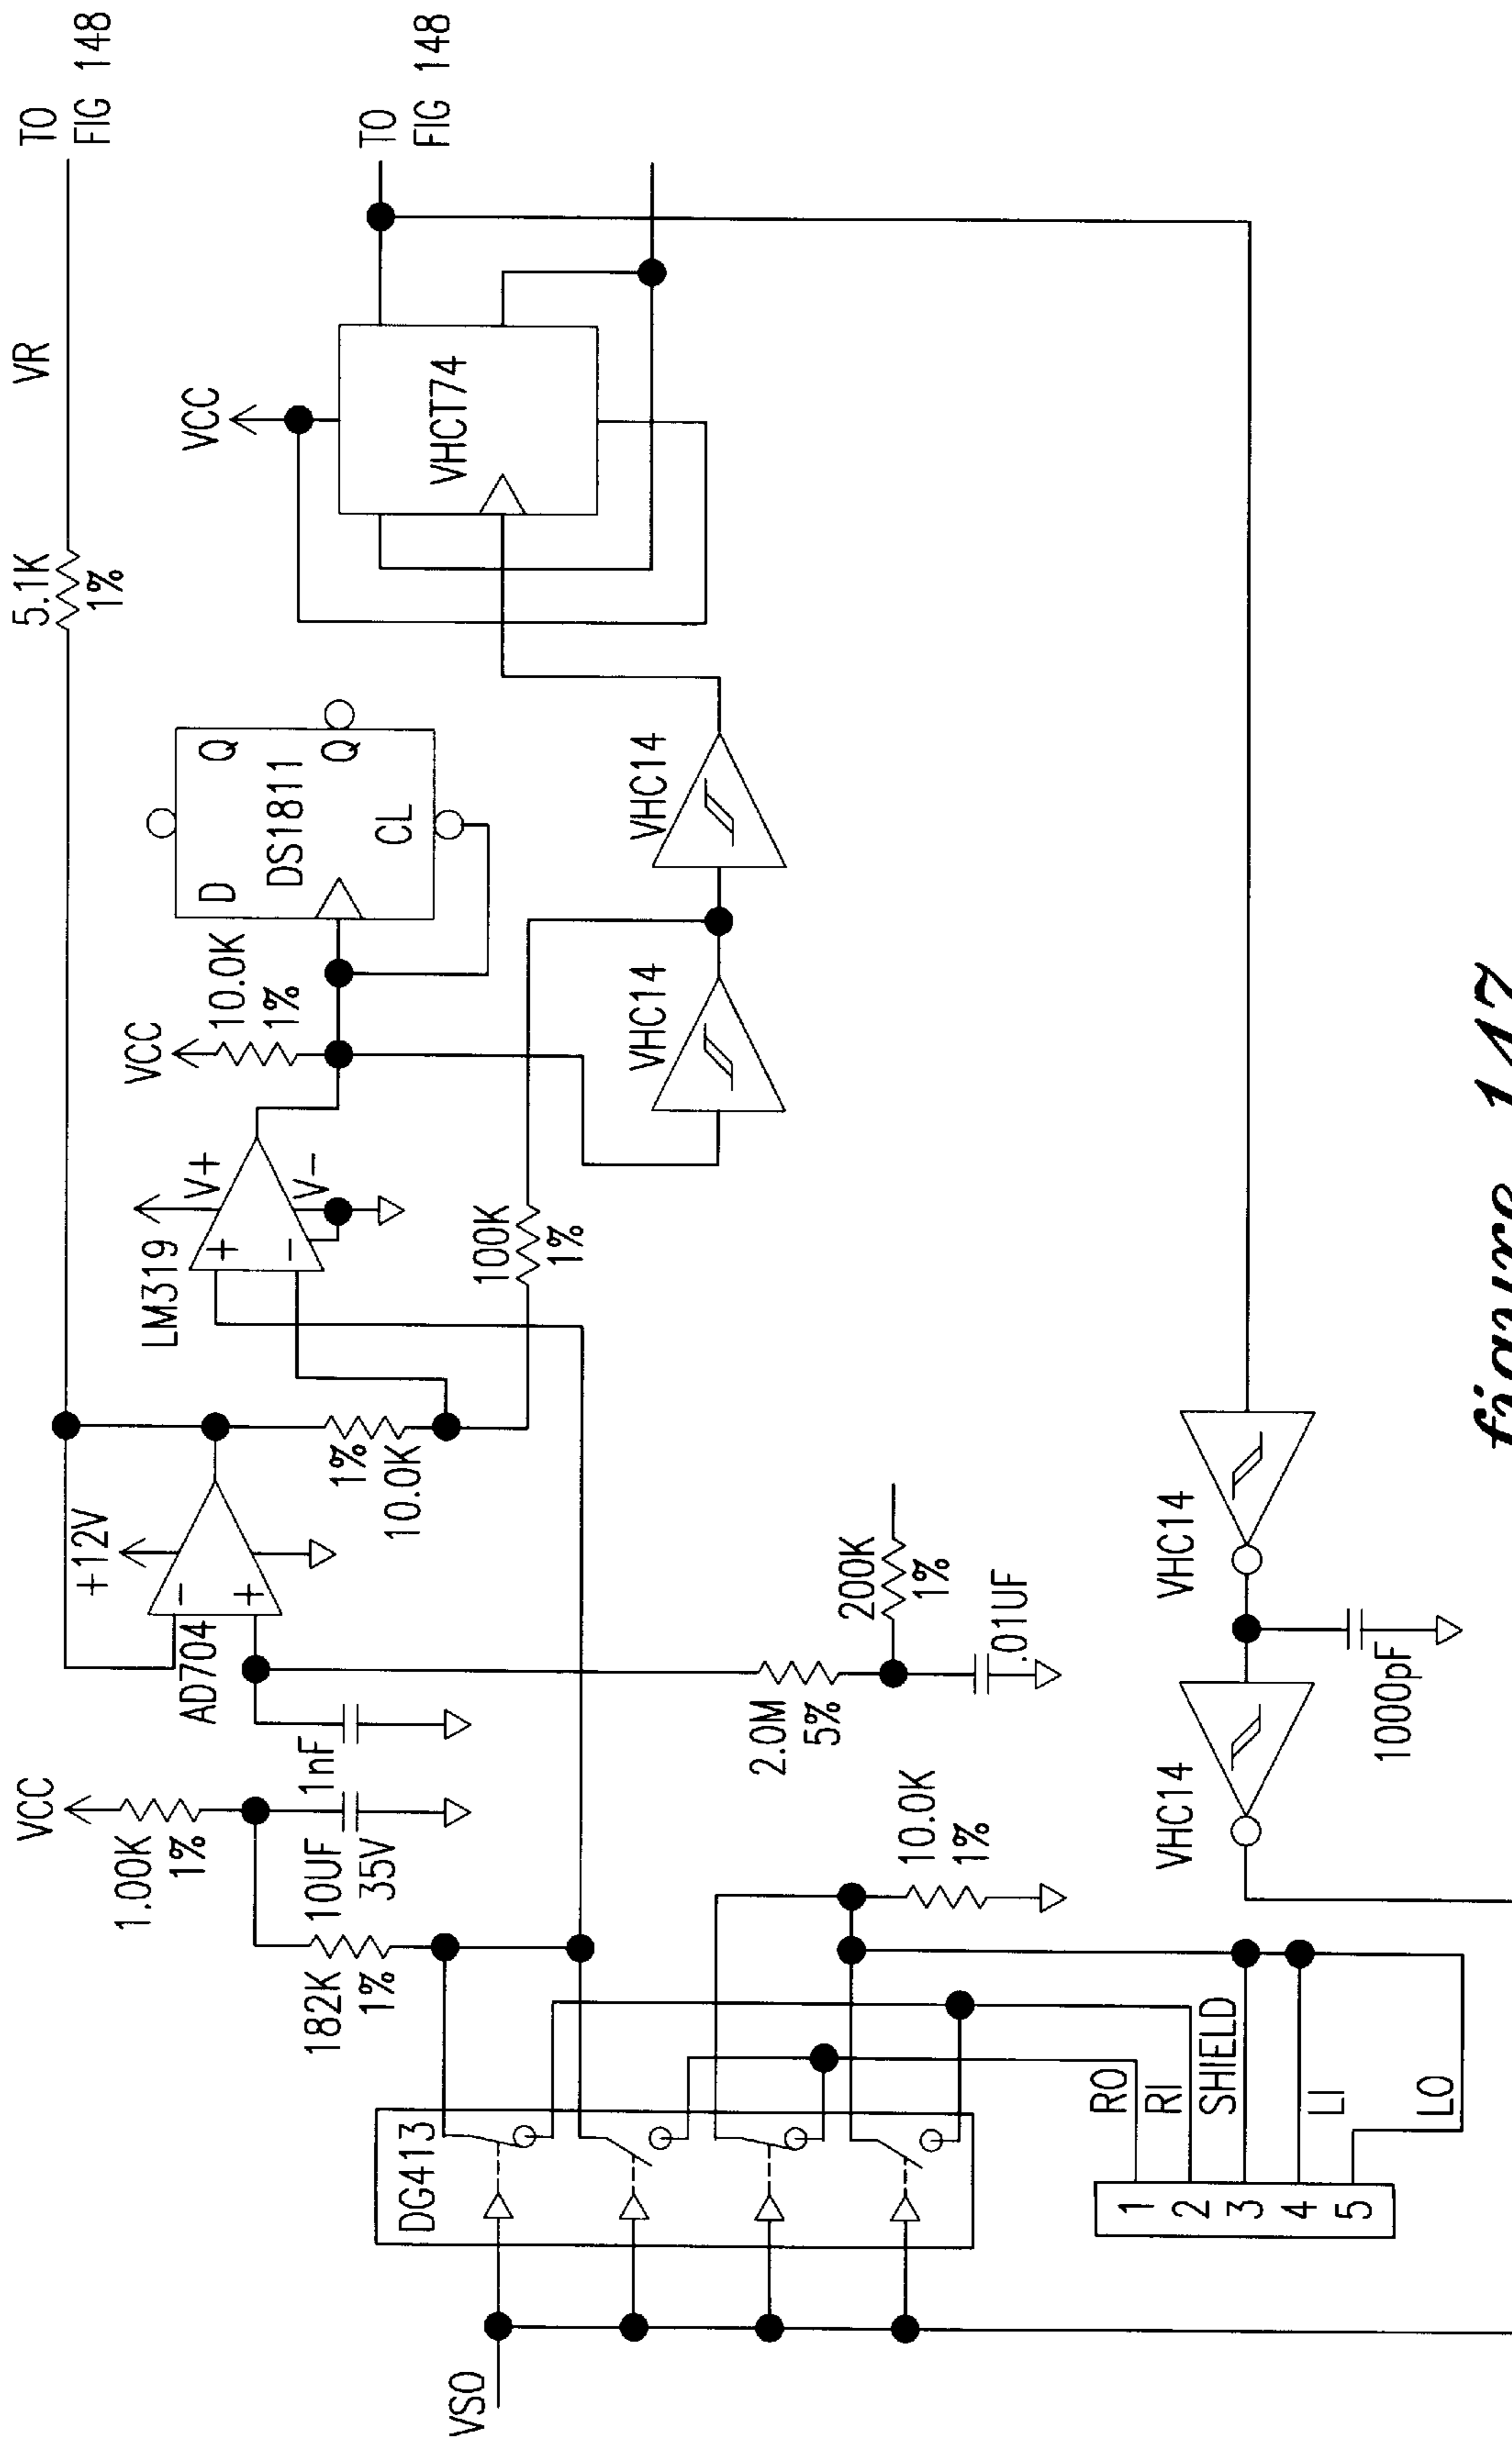 VCC
5.1K
1%
VR
TO
FIG 148
1.00K
1%
+12V
AD704
LM319
V+
V-
VCC
10.0K
1%
D
Q
DS1811
Q
CL
VCC
182K
1%
10UF
35V
1nF
1%
10.0K
100K
1%
VHCT74
TO
FIG 148
VSO
DG413
VHC14
VHC14
2.0M
5%
200K
1%
.01UF
10.0K
1%
RO
RI
SHIELD
LI
LO
1
2
3
4
5
VHC14
VHC14
1000pF
figure 147